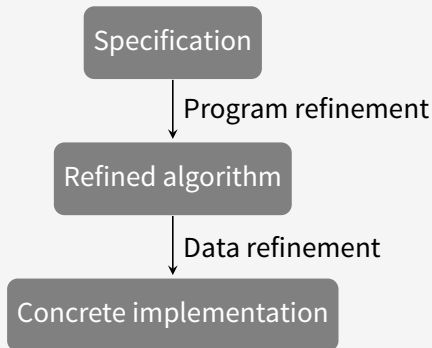 Specification
Program refinement
Refined algorithm
Data refinement
Concrete implementation